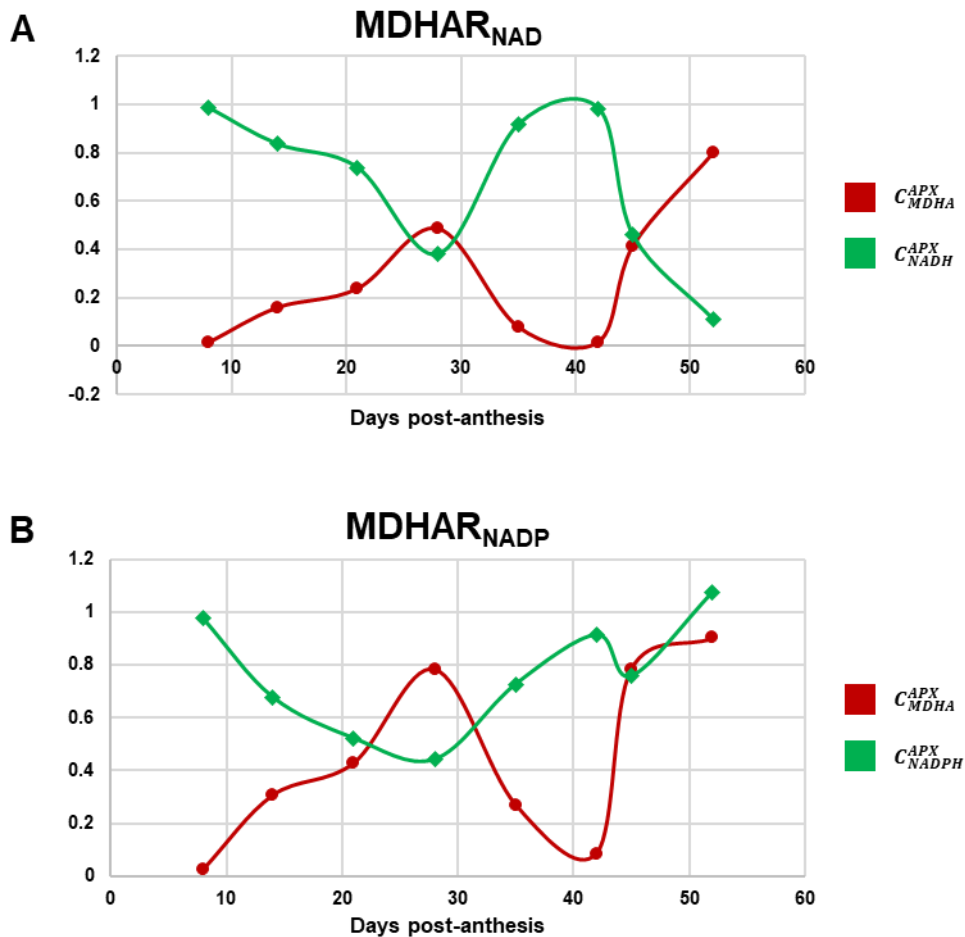 A
MDHAR_NAD
1.2
1
0.8
0.6
0.4
0.2
0
-0.2
0 10 20 30 40 50 60
Days post-anthesis
C^APX_MDHA
C^APX_NADH
B
MDHAR_NADP
1.2
1
0.8
0.6
0.4
0.2
0
0 10 20 30 40 50 60
Days post-anthesis
C^APX_MDHA
C^APX_NADPH